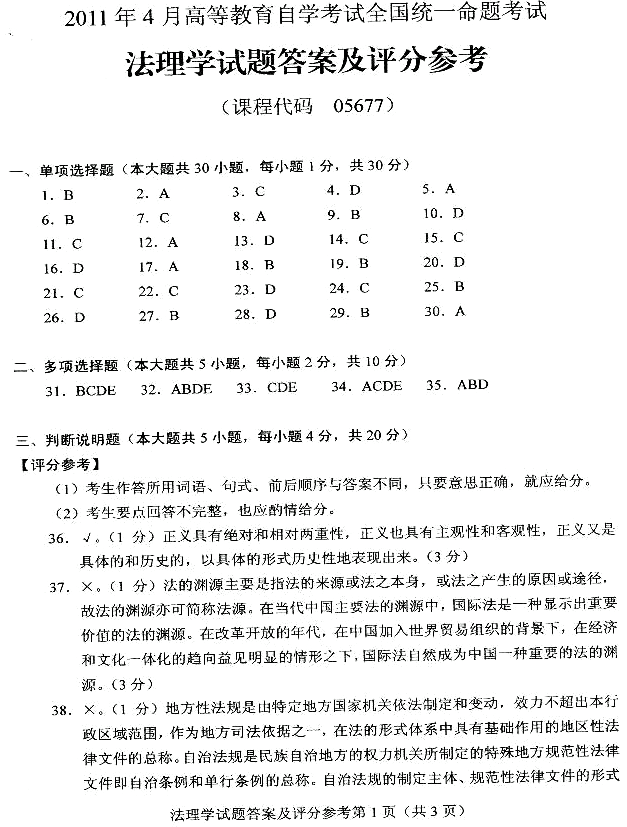 2011 年 4 月高等教育自学考试全国统一命题考试
法理学试题答案及评分参考
（课程代码 05677）
一、单项选择题（本大题共 30 小题，每小题 1 分，共 30 分）
1. B 2. A 3. C 4. D 5. A
6. B 7. C 8. A 9. B 10. D
11. C 12. A 13. D 14. C 15. C
16. D 17. A 18. B 19. B 20. D
21. C 22. C 23. D 24. C 25. B
26. D 27. B 28. D 29. B 30. A
二、多项选择题（本大题共 5 小题，每小题 2 分，共 10 分）
31. BCDE 32. ABDE 33. CDE 34. ACDE 35. ABD
三、判断说明题（本大题共 5 小题，每小题 4 分，共 20 分）
【评分参考】
（1）考生作答所用词语、句式、前后顺序与答案不同，只要意思正确，就应给分。
（2）考生要点回答不完整，也应酌情给分。
36. √。（1 分）正义具有绝对和相对两重性，正义也具有主观性和客观性，正义又是
具体的和历史的，以具体的形式历史性地表现出来。（3 分）
37. ×。（1 分）法的渊源主要是指法的来源或法之本身，或法之产生的原因或途径，
故法的渊源亦可简称法源。在当代中国主要法的渊源中，国际法是一种显示出重要
价值的法的渊源。在改革开放的年代，在中国加入世界贸易组织的背景下，在经济
和文化一体化的趋向益见明显的情形之下，国际法自然成为中国一种重要的法的渊
源。（3 分）
38. ×。（1 分）地方性法规是由特定地方国家机关依法制定和变动，效力不超出本行
政区域范围，作为地方司法依据之一，在法的形式体系中具有基础作用的地区性法
律文件的总称。自治法规是民族自治地方的权力机关所制定的特殊地方规范性法律
文件即自治条例和单行条例的总称。自治法规的制定主体、规范性法律文件的形式
法理学试题答案及评分参考第 1 页（共 3 页）